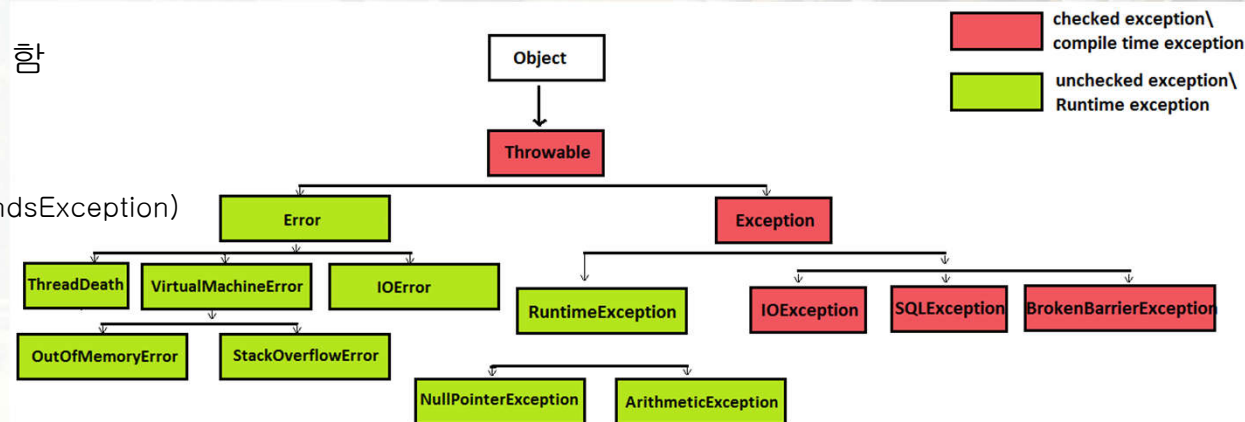 checked exception\
compile time exception
함
Object
unchecked exception\
Runtime exception
Throwable
ndsException)
Error
Exception
ThreadDeath
VirtualMachineError
IOError
RuntimeException
IOException
SQLException
BrokenBarrierException
OutOfMemoryError
StackOverflowError
NullPointerException
ArithmeticException